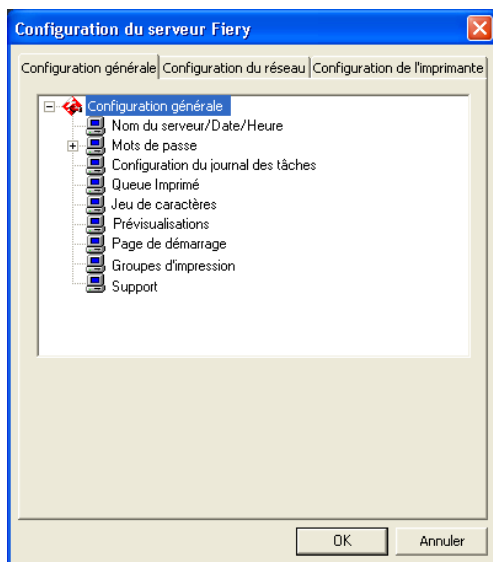 Configuration du serveur Fiery
Configuration générale Configuration du réseau Configuration de l'imprimante
Configuration générale
Nom du serveur/Date/Heure
Mots de passe
Configuration du journal des tâches
Queue Imprimé
Jeu de caractères
Prévisualisations
Page de démarrage
Groupes d'impression
Support
OK Annuler